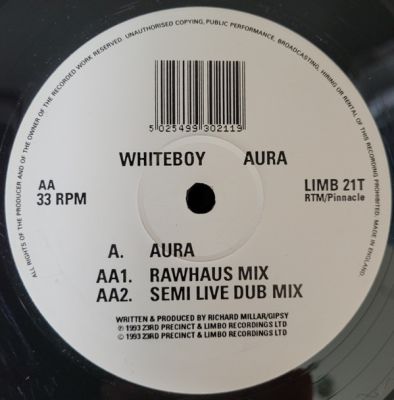 ALL RIGHTS OF THE PRODUCER AND OF THE OWNER OF THE RECORDED WORK RESERVED. UNAUTHORISED COPYING, PUBLIC PERFORMANCE, BROADCASTING, HIRING OR RENTAL OF THIS RECORDING PROHIBITED. MADE IN ENGLAND.
5 025499 302119
WHITEBOY AURA
AA LIMB 21T
33 RPM RTM/Pinnacle
A. AURA
AA1. RAWHAUS MIX
AA2. SEMI LIVE DUB MIX
WRITTEN & PRODUCED BY RICHARD MILLAR/GIPSY
℗ 1993 23RD PRECINCT & LIMBO RECORDINGS LTD
© 1993 23RD PRECINCT & LIMBO RECORDINGS LTD